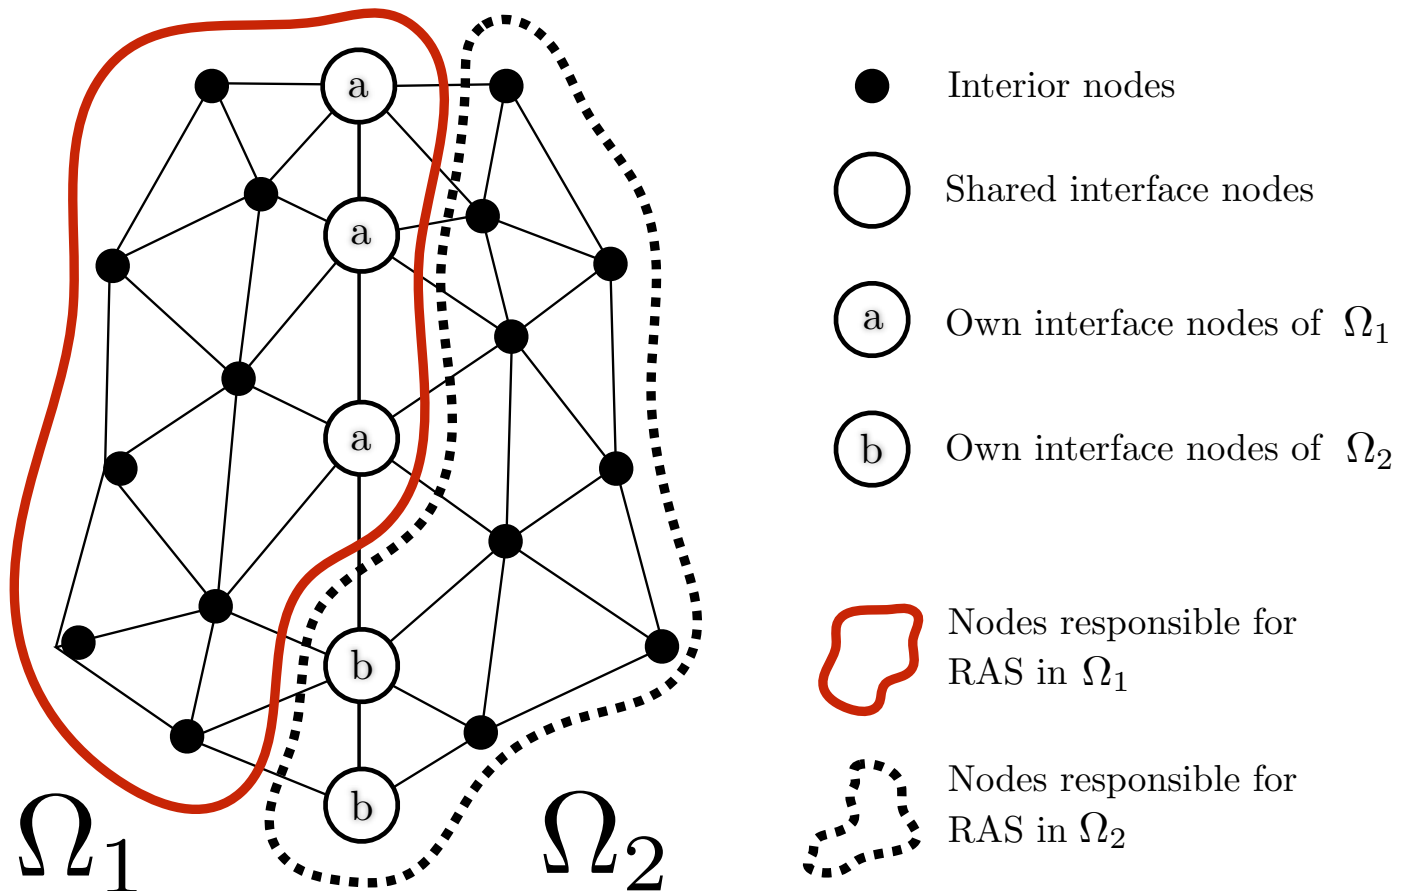 a
a
a
b
b
Ω1
Ω2
Interior nodes
Shared interface nodes
a Own interface nodes of Ω1
b Own interface nodes of Ω2
Nodes responsible for
RAS in Ω1
Nodes responsible for
RAS in Ω2